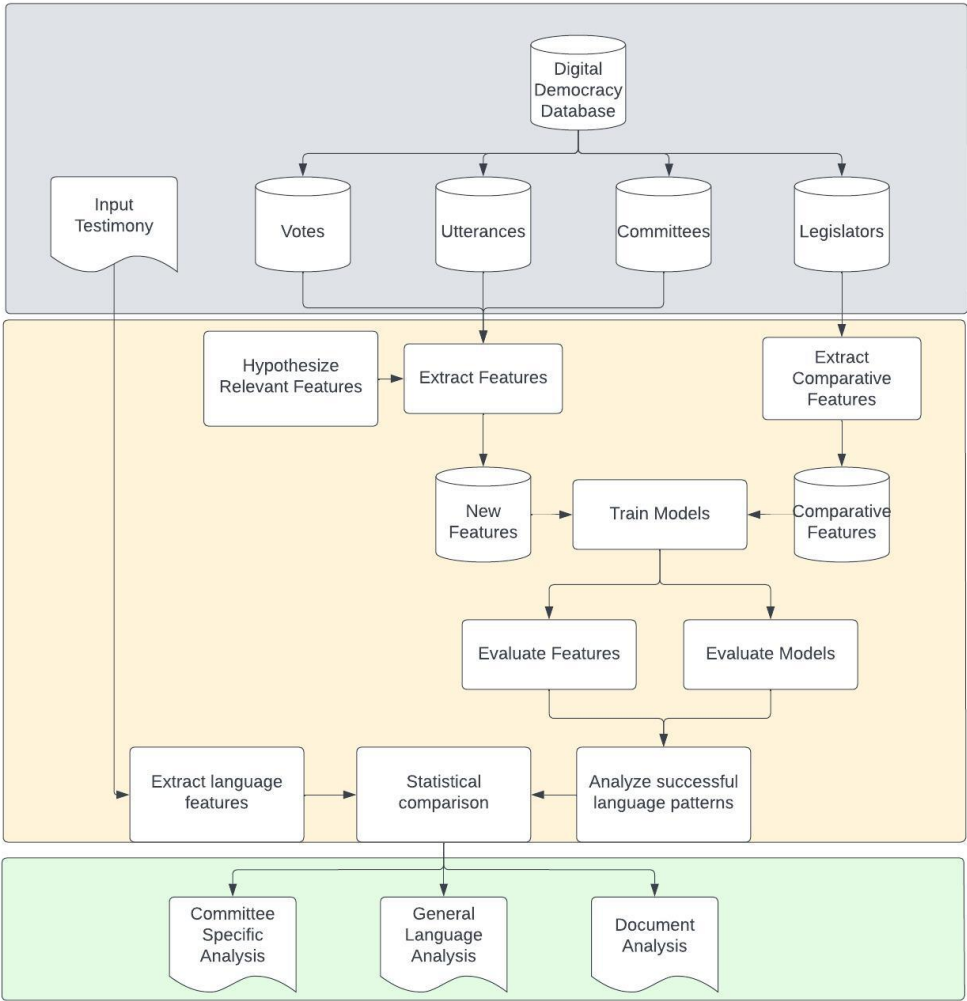 Digital
Democracy
Database
Input
Testimony
Votes
Utterances
Committees
Legislators
Hypothesize
Relevant Features
Extract Features
Extract
Comparative
Features
New
Features
Train Models
Comparative
Features
Evaluate Features
Evaluate Models
Extract language
features
Statistical
comparison
Analyze successful
language patterns
Committee
Specific
Analysis
General
Language
Analysis
Document
Analysis